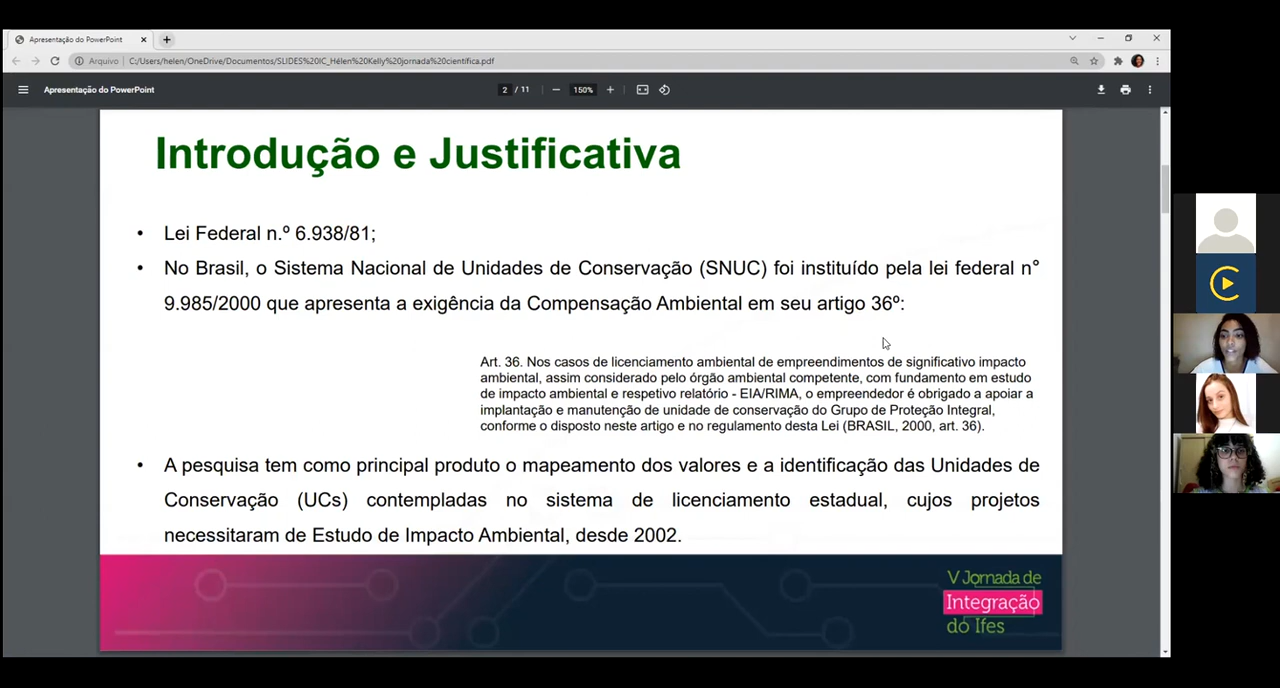 Apresentação do PowerPoint
Arquivo
C:/Users/helen/OneDrive/Documentos/SLIDES%20IC_Hélen%20Kelly%20jornada%20científica.pdf
Apresentação do PowerPoint
2 / 11
150%
Introdução e Justificativa
• Lei Federal n.º 6.938/81;
• No Brasil, o Sistema Nacional de Unidades de Conservação (SNUC) foi instituído pela lei federal n°
9.985/2000 que apresenta a exigência da Compensação Ambiental em seu artigo 36º:
Art. 36. Nos casos de licenciamento ambiental de empreendimentos de significativo impacto
ambiental, assim considerado pelo órgão ambiental competente, com fundamento em estudo
de impacto ambiental e respetivo relatório - EIA/RIMA, o empreendedor é obrigado a apoiar a
implantação e manutenção de unidade de conservação do Grupo de Proteção Integral,
conforme o disposto neste artigo e no regulamento desta Lei (BRASIL, 2000, art. 36).
• A pesquisa tem como principal produto o mapeamento dos valores e a identificação das Unidades de
Conservação (UCs) contempladas no sistema de licenciamento estadual, cujos projetos
necessitaram de Estudo de Impacto Ambiental, desde 2002.
V Jornada de
Integração
do Ifes